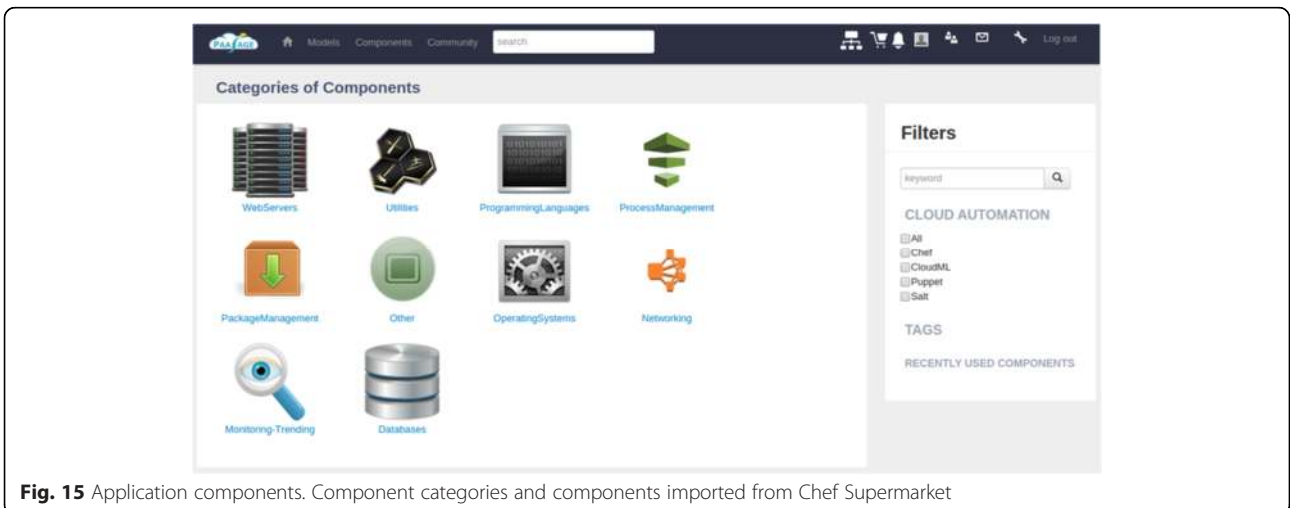 PAASAGE
Models Components Community search Log out
Categories of Components
WebServers Utilities ProgrammingLanguages ProcessManagement
PackageManagement Other OperatingSystems Networking
Monitoring-Trending Databases
Filters
keyword
CLOUD AUTOMATION
All
Chef
CloudML
Puppet
Salt
TAGS
RECENTLY USED COMPONENTS
Fig. 15 Application components. Component categories and components imported from Chef Supermarket